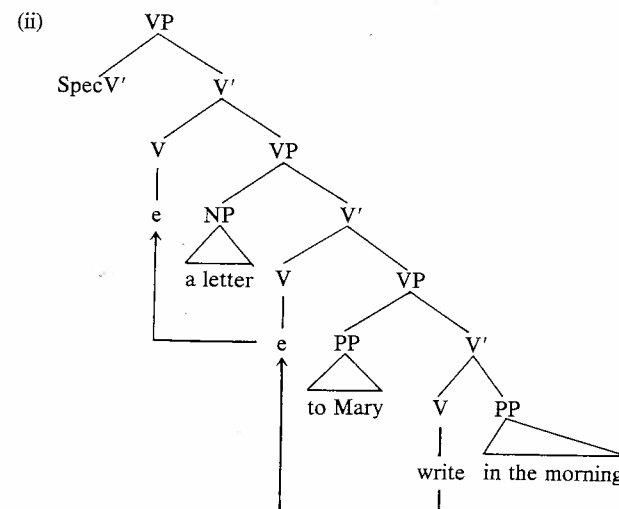 (ii) VP
SpecV′ V′
V VP
e NP V′
a letter V VP
e PP V′
to Mary V PP
write in the morning